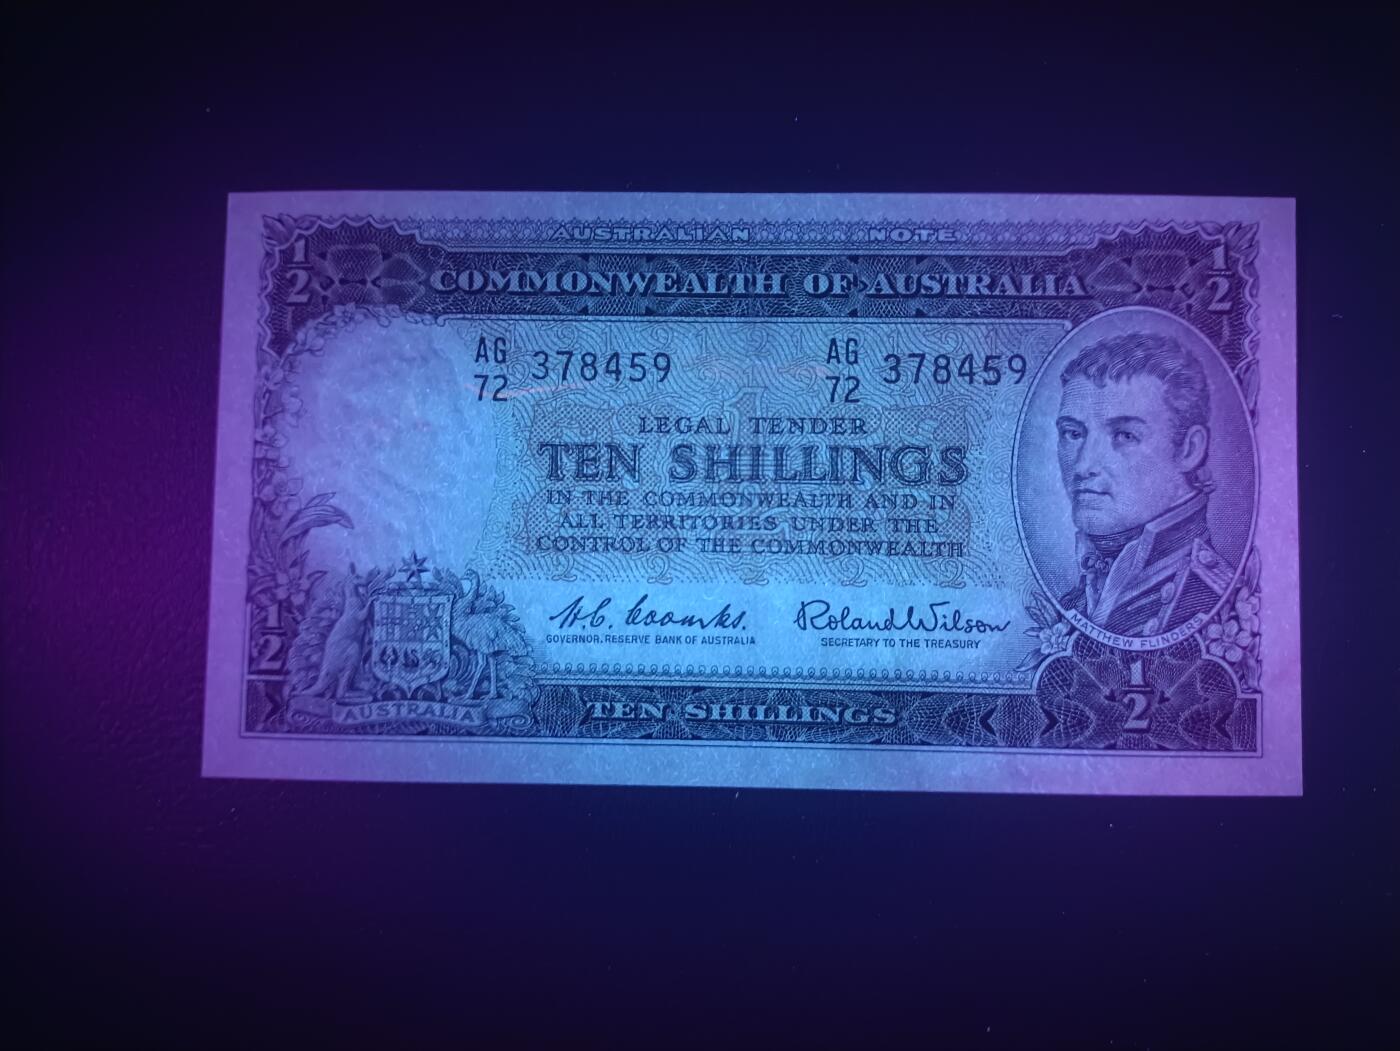 AUSTRALIAN NOTE
1/2
1/2
COMMONWEALTH OF AUSTRALIA
AG 72 378459
AG 72 378459
LEGAL TENDER
TEN SHILLINGS
IN THE COMMONWEALTH AND IN
ALL TERRITORIES UNDER THE
CONTROL OF THE COMMONWEALTH
H.C. Coombs.
Roland Wilson
GOVERNOR, RESERVE BANK OF AUSTRALIA
SECRETARY TO THE TREASURY
MATTHEW FLINDERS
1/2
1/2
AUSTRALIA
TEN SHILLINGS